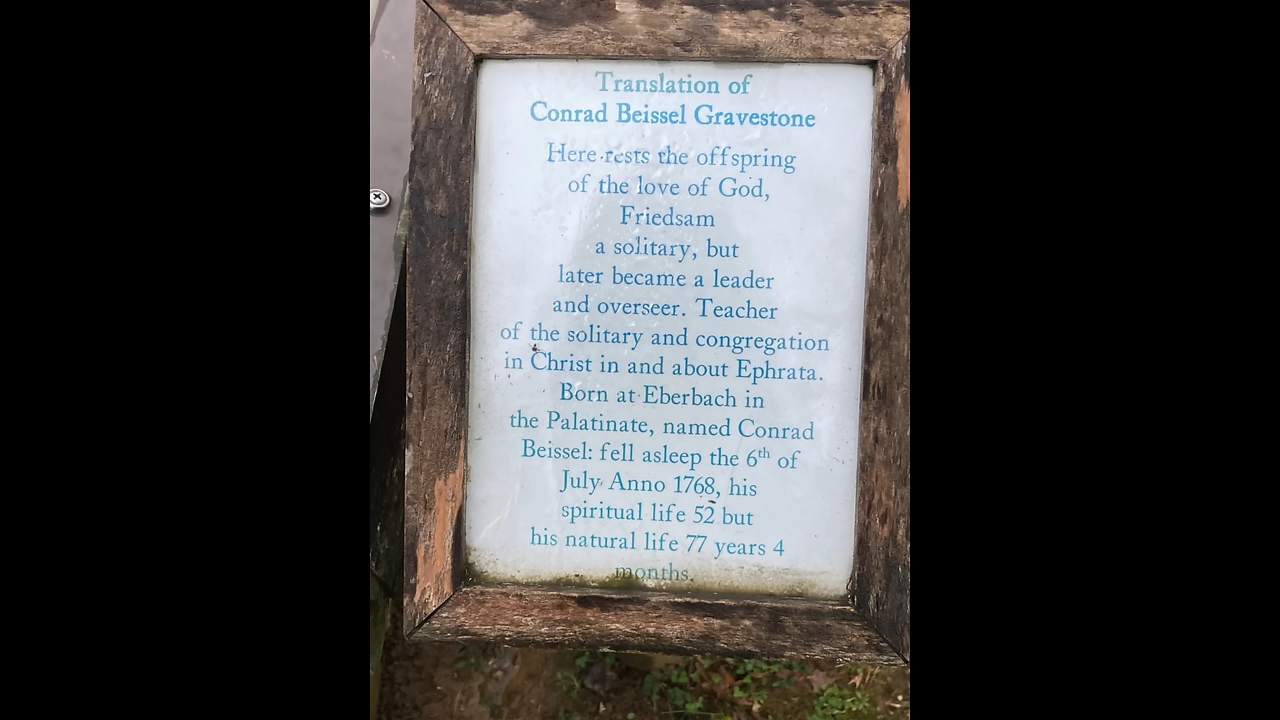 Translation of
Conrad Beissel Gravestone
Here rests the offspring
of the love of God,
Friedsam
a solitary, but
later became a leader
and overseer. Teacher
of the solitary and congregation
in Christ in and about Ephrata.
Born at Eberbach in
the Palatinate, named Conrad
Beissel: fell asleep the 6th of
July Anno 1768, his
spiritual life 52 but
his natural life 77 years 4
months.